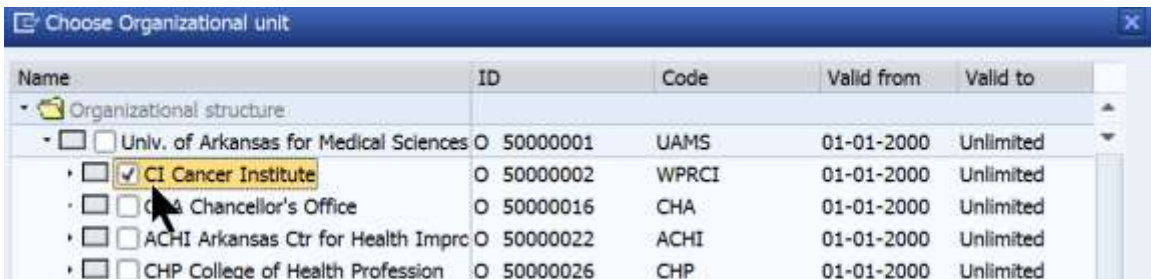 Choose Organizational unit
Name ID Code Valid from Valid to
Organizational structure
Univ. of Arkansas for Medical Sciences O 50000001 UAMS 01-01-2000 Unlimited
CI Cancer Institute O 50000002 WPRCI 01-01-2000 Unlimited
Chancellor's Office O 50000016 CHA 01-01-2000 Unlimited
ACHI Arkansas Ctr for Health Imprc O 50000022 ACHI 01-01-2000 Unlimited
CHP College of Health Profession O 50000026 CHP 01-01-2000 Unlimited